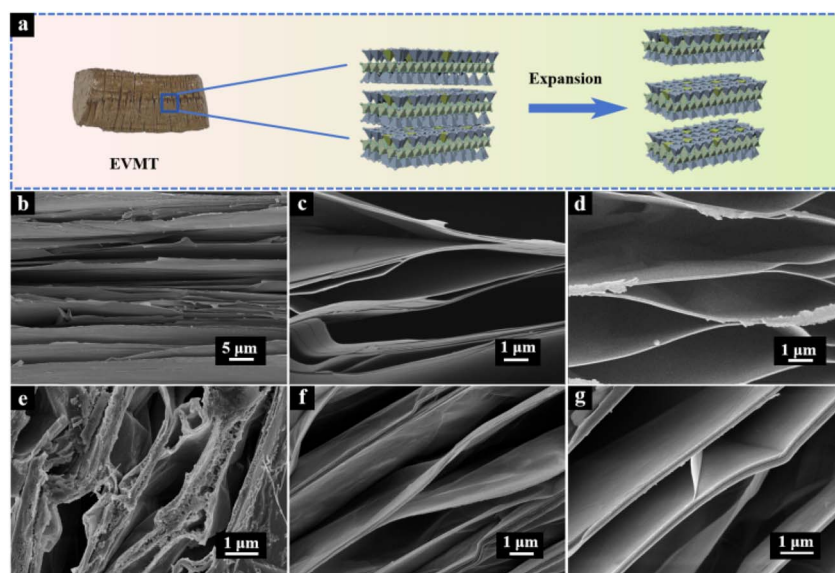 a
Expansion
EVMT
b
5 μm
c
1 μm
d
1 μm
e
1 μm
f
1 μm
g
1 μm